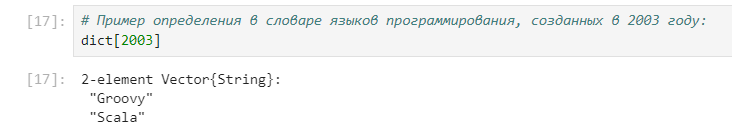 [17]: # Пример определения в словаре языков программирования, созданных в 2003 году:
dict[2003]
[17]: 2-element Vector{String}:
"Groovy"
"Scala"